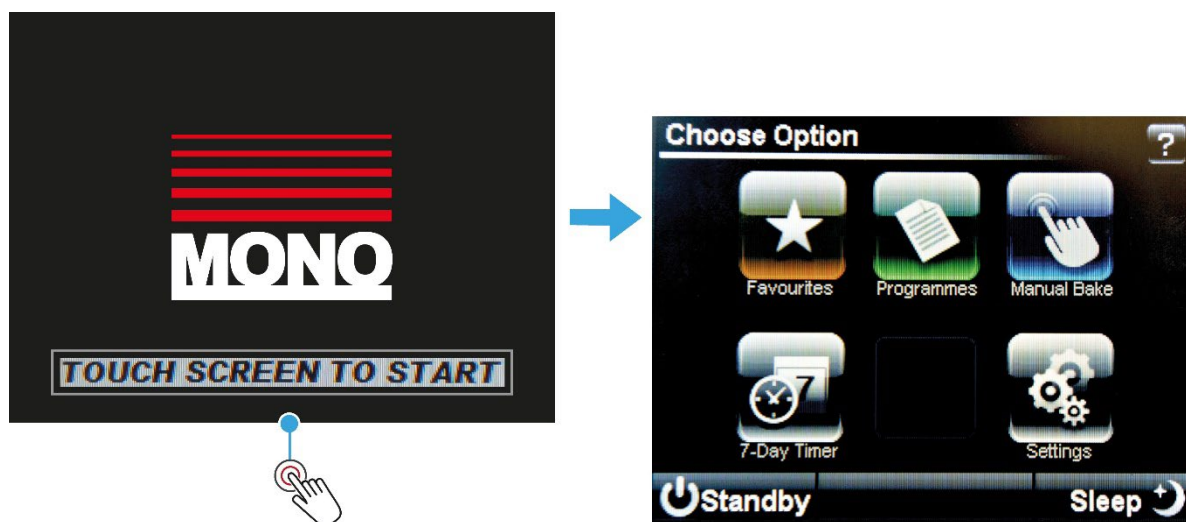 MONO
TOUCH SCREEN TO START
Choose Option
?
Favourites
Programmes
Manual Bake
7
7-Day Timer
Settings
Standby
Sleep